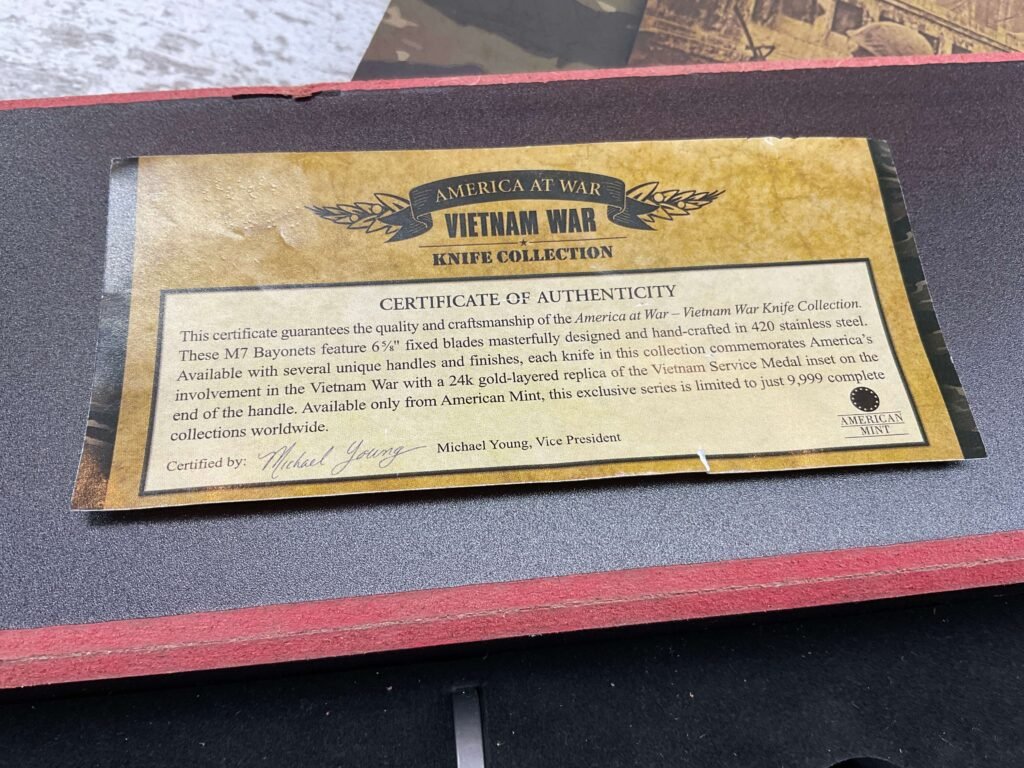 AMERICA AT WAR
VIETNAM WAR
KNIFE COLLECTION
CERTIFICATE OF AUTHENTICITY
This certificate guarantees the quality and craftsmanship of the America at War – Vietnam War Knife Collection.
These M7 Bayonets feature 6⅝" fixed blades masterfully designed and hand-crafted in 420 stainless steel.
Available with several unique handles and finishes, each knife in this collection commemorates America's
involvement in the Vietnam War with a 24k gold-layered replica of the Vietnam Service Medal inset on the
end of the handle. Available only from American Mint, this exclusive series is limited to just 9,999 complete
collections worldwide.
Certified by: Michael Young Michael Young, Vice President
AMERICAN
MINT